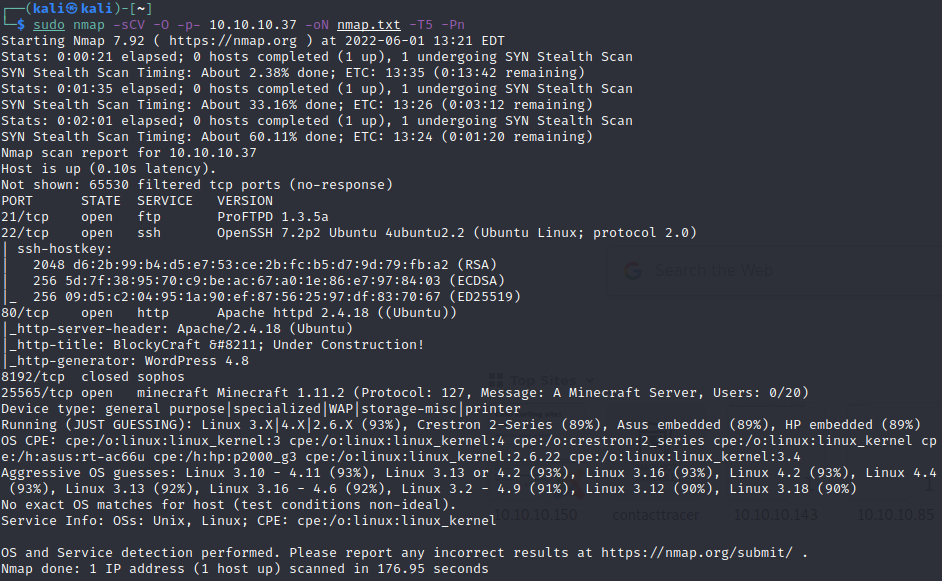 ┌──(kali㉿kali)-[~]
└─$ sudo nmap -sCV -O -p- 10.10.10.37 -oN nmap.txt -T5 -Pn
Starting Nmap 7.92 ( https://nmap.org ) at 2022-06-01 13:21 EDT
Stats: 0:00:21 elapsed; 0 hosts completed (1 up), 1 undergoing SYN Stealth Scan
SYN Stealth Scan Timing: About 2.38% done; ETC: 13:35 (0:13:42 remaining)
Stats: 0:01:35 elapsed; 0 hosts completed (1 up), 1 undergoing SYN Stealth Scan
SYN Stealth Scan Timing: About 33.16% done; ETC: 13:26 (0:03:12 remaining)
Stats: 0:02:01 elapsed; 0 hosts completed (1 up), 1 undergoing SYN Stealth Scan
SYN Stealth Scan Timing: About 60.11% done; ETC: 13:24 (0:01:20 remaining)
Nmap scan report for 10.10.10.37
Host is up (0.10s latency).
Not shown: 65530 filtered tcp ports (no-response)
PORT      STATE  SERVICE   VERSION
21/tcp    open   ftp       ProFTPD 1.3.5a
22/tcp    open   ssh       OpenSSH 7.2p2 Ubuntu 4ubuntu2.2 (Ubuntu Linux; protocol 2.0)
| ssh-hostkey:
|   2048 d6:2b:99:b4:d5:e7:53:ce:2b:fc:b5:d7:9d:79:fb:a2 (RSA)
|   256 5d:7f:38:95:70:c9:be:ac:67:a0:1e:86:e7:97:84:03 (ECDSA)
|_  256 09:d5:c2:04:95:1a:90:ef:87:56:25:97:df:83:70:67 (ED25519)
80/tcp    open   http      Apache httpd 2.4.18 ((Ubuntu))
|_http-server-header: Apache/2.4.18 (Ubuntu)
|_http-title: BlockyCraft &#8211; Under Construction!
|_http-generator: WordPress 4.8
8192/tcp  closed sophos
25565/tcp open   minecraft Minecraft 1.11.2 (Protocol: 127, Message: A Minecraft Server, Users: 0/20)
Device type: general purpose|specialized|WAP|storage-misc|printer
Running (JUST GUESSING): Linux 3.X|4.X|2.6.X (93%), Crestron 2-Series (89%), Asus embedded (89%), HP embedded (89%)
OS CPE: cpe:/o:linux:linux_kernel:3 cpe:/o:linux:linux_kernel:4 cpe:/o:crestron:2_series cpe:/o:linux:linux_kernel cp
e:/h:asus:rt-ac66u cpe:/h:hp:p2000_g3 cpe:/o:linux:linux_kernel:2.6.22 cpe:/o:linux:linux_kernel:3.4
Aggressive OS guesses: Linux 3.10 - 4.11 (93%), Linux 3.13 or 4.2 (93%), Linux 3.16 (93%), Linux 4.2 (93%), Linux 4.4
 (93%), Linux 3.13 (92%), Linux 3.16 - 4.6 (92%), Linux 3.2 - 4.9 (91%), Linux 3.12 (90%), Linux 3.18 (90%)
No exact OS matches for host (test conditions non-ideal).
Service Info: OSs: Unix, Linux; CPE: cpe:/o:linux:linux_kernel
OS and Service detection performed. Please report any incorrect results at https://nmap.org/submit/ .
Nmap done: 1 IP address (1 host up) scanned in 176.95 seconds
Search the Web
Top Sites
10.10.10.150 contacttracer 10.10.10.143 10.10.10.85